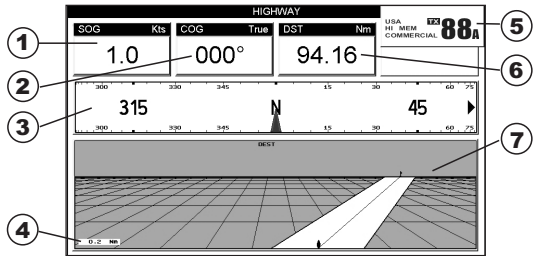 HIGHWAY
SOG Kts
1.0
COG True
000°
DST Nm
94.16
USA TX
HI MEM
COMMERCIAL
88A
300 330 345 15 30 60 75
315 N 45
300 330 345 15 30 60 75
DEST
0.2 NM
1
2
3
4
5
6
7